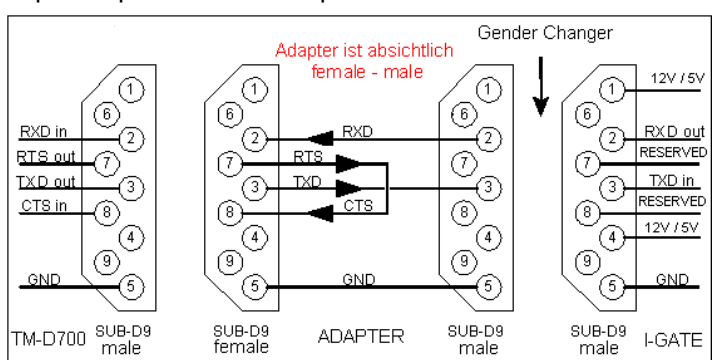 Gender Changer
Adapter ist absichtlich
female - male
12V / 5V
1 1 1 1
6 6 6 6
RXD in 2 2 RXD 2 2 RXD out
RTS out 7 7 RTS 7 7 RESERVED
TXD out 3 3 TXD 3 3 TXD in
CTS in 8 8 CTS 8 8 RESERVED
4 4 4 4 12V / 5V
9 9 9 9
GND 5 5 GND 5 5 GND
TM-D700 SUB-D9 male SUB-D9 female ADAPTER SUB-D9 male SUB-D9 male I-GATE